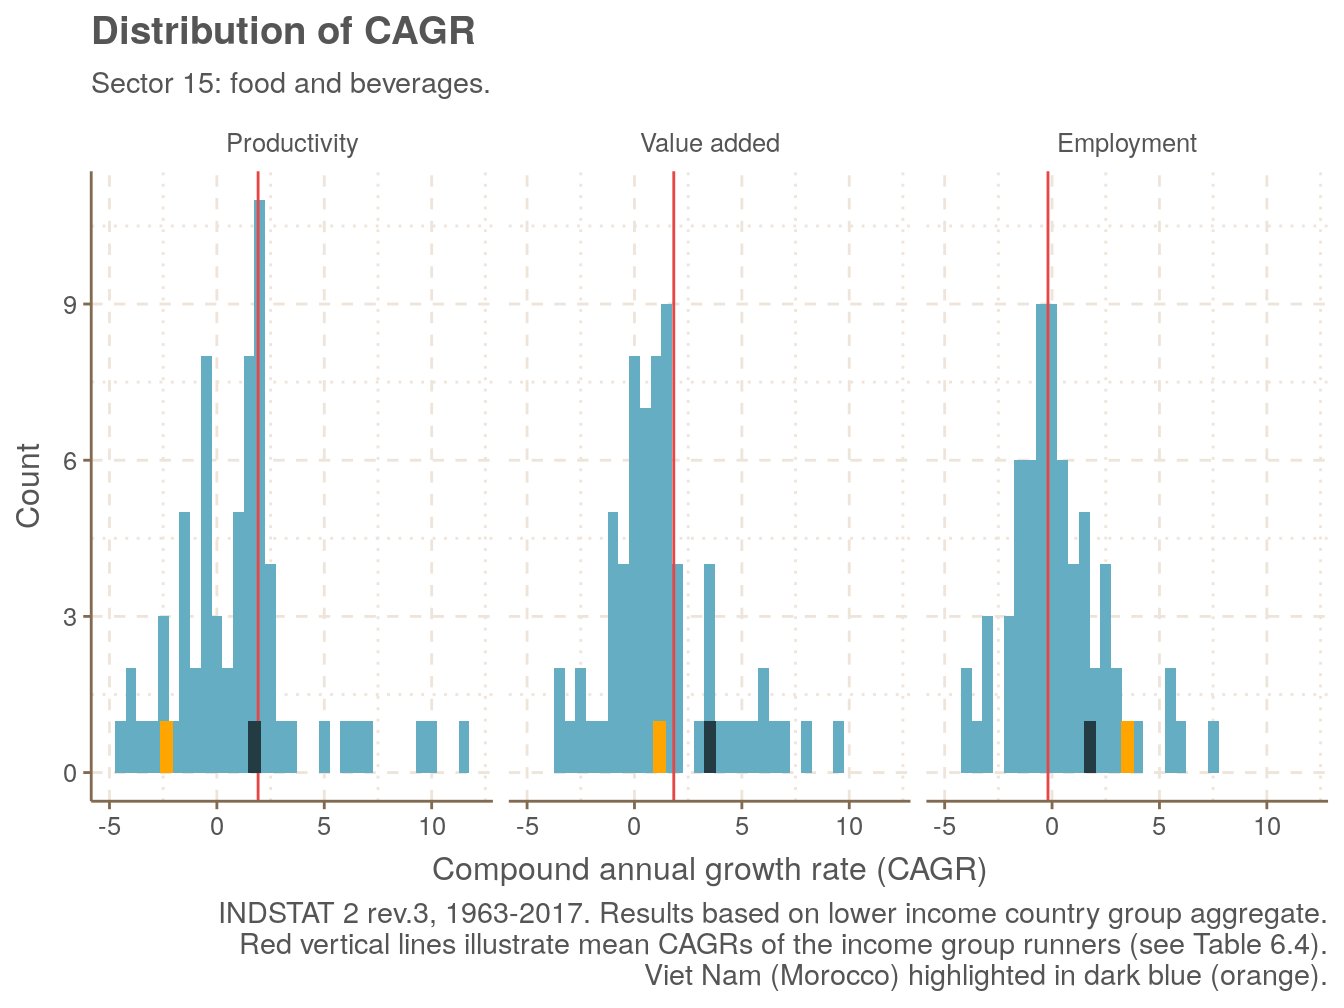 Distribution of CAGR
Sector 15: food and beverages.
Productivity
Value added
Employment
Count
9
6
3
0
-5 0 5 10
-5 0 5 10
-5 0 5 10
Compound annual growth rate (CAGR)
INDSTAT 2 rev.3, 1963-2017. Results based on lower income country group aggregate.
Red vertical lines illustrate mean CAGRs of the income group runners (see Table 6.4).
Viet Nam (Morocco) highlighted in dark blue (orange).